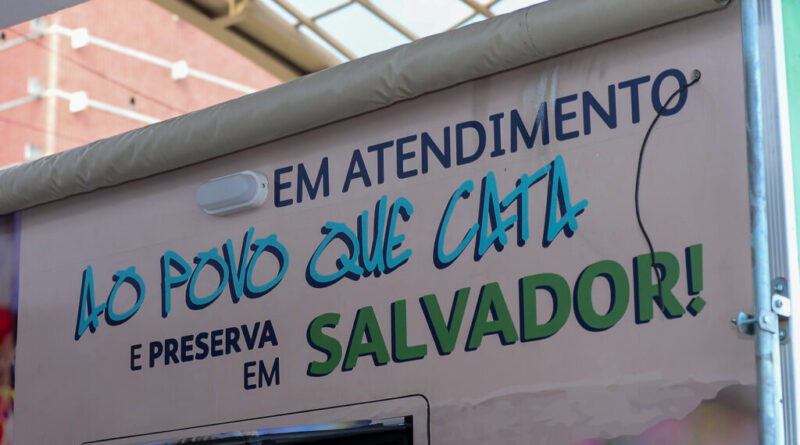 EM ATENDIMENTO
AO POVO QUE CATA
E PRESERVA
EM SALVADOR!